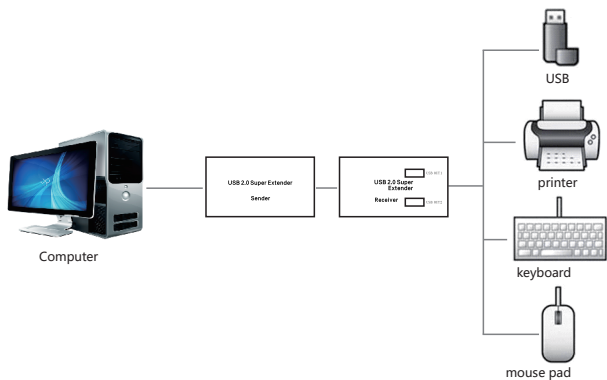 USB
printer
keyboard
mouse pad
Computer
USB 2.0 Super Extender
Sender
USB 2.0 Super
Extender
Receiver